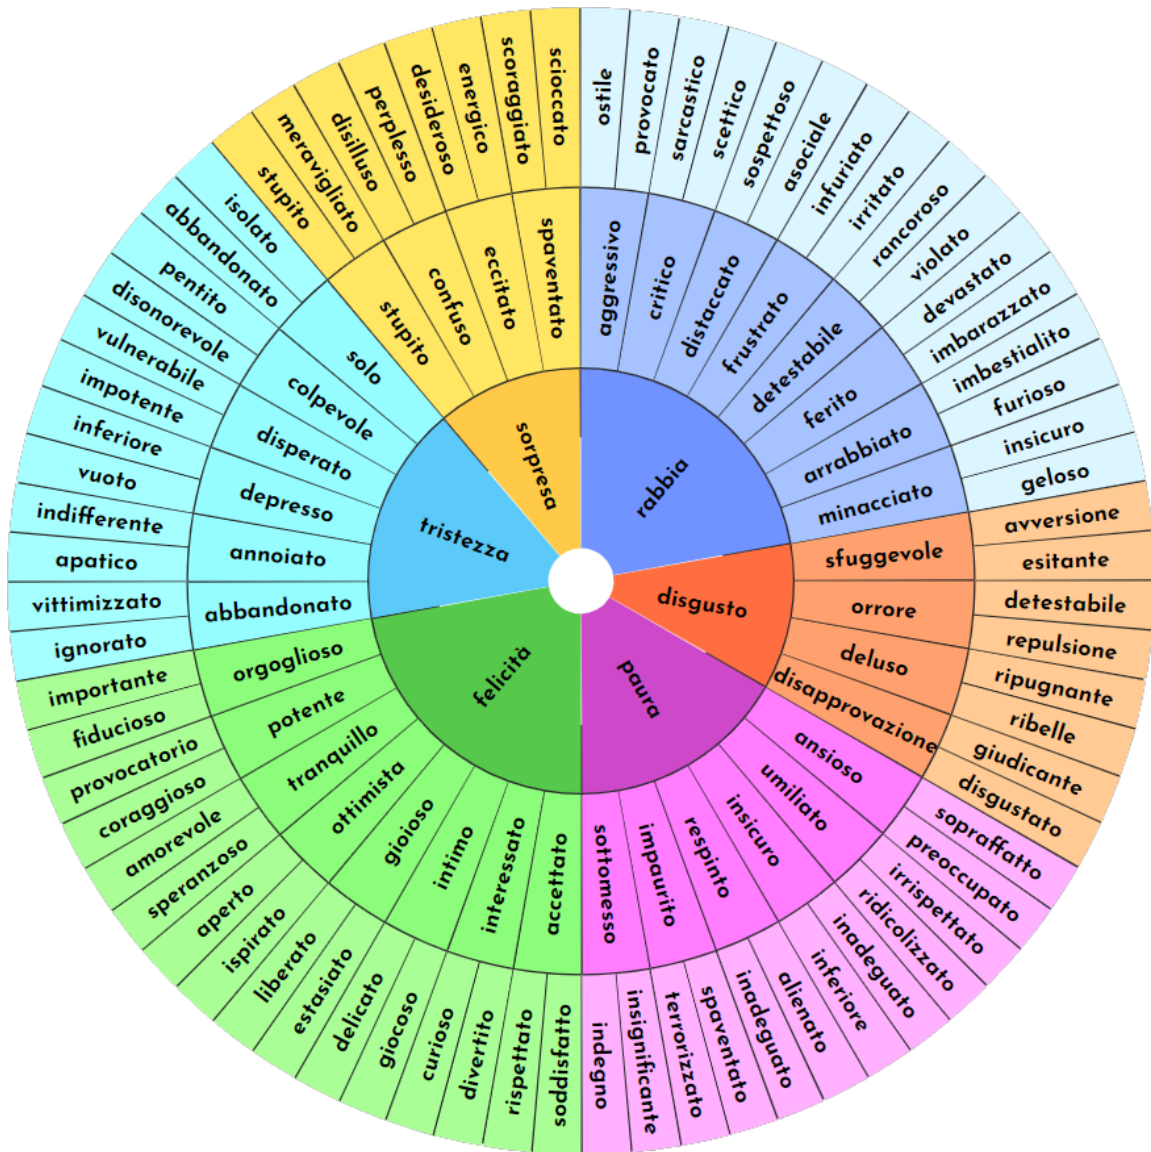 rabbia
disgusto
paura
felicità
tristezza
sorpresa
aggressivo
critico
distaccato
frustrato
detestabile
ferito
arrabbiato
minacciato
sfuggevole
orrore
deluso
disapprovazione
ansioso
umiliato
insicuro
respinto
impaurito
sottomesso
accettato
interessato
intimo
gioioso
ottimista
tranquillo
potente
orgoglioso
abbandonato
annoiato
depresso
disperato
colpevole
solo
stupito
confuso
eccitato
spaventato
ostile
provocato
sarcastico
scettico
sospettoso
asociale
infuriato
irritato
rancoroso
violato
devastato
imbarazzato
imbestialito
furioso
insicuro
geloso
avversione
esitante
detestabile
repulsione
ripugnante
ribelle
giudicante
disgustato
sopraffatto
preoccupato
irrispettato
ridicolizzato
inadeguato
inferiore
alienato
inadeguato
spaventato
terrorizzato
insignificante
indegno
soddisfatto
rispettato
divertito
curioso
giocoso
delicato
estasiato
liberato
ispirato
aperto
speranzoso
amorevole
coraggioso
provocatorio
fiducioso
importante
ignorato
vittimizzato
apatico
indifferente
vuoto
inferiore
impotente
vulnerabile
disonorevole
pentito
abbandonato
isolato
stupito
meravigliato
disilluso
perplesso
desideroso
energico
scoraggiato
scioccato